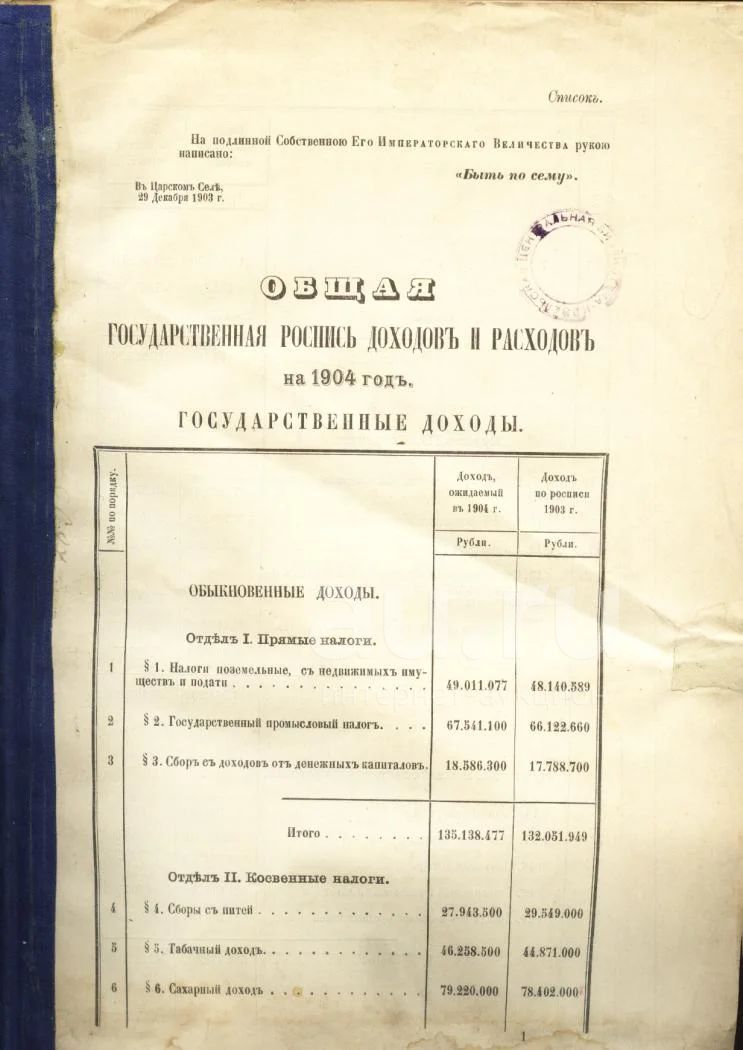 Списокъ.
На подлинной Собственною Его Императорскаго Величества рукою
написано:
«Быть по сему».
Въ Царскомъ Селѣ,
29 Декабря 1903 г.
ЦЕНТРАЛЬНАЯ
ОБЩАЯ
ГОСУДАРСТВЕННАЯ РОСПИСЬ ДОХОДОВЪ И РАСХОДОВЪ
на 1904 годъ.
ГОСУДАРСТВЕННЫЕ ДОХОДЫ.
№№ по порядку.
Доходъ, ожидаемый въ 1904 г.
Доходъ по росписи 1903 г.
Рубли. Рубли.
ОБЫКНОВЕННЫЕ ДОХОДЫ.
Отдѣлъ I. Прямые налоги.
1 § 1. Налоги поземельные, съ недвижимыхъ иму-
ществъ и подати . . . . . . . . . . . . . . . 49.011.077 48.140.589
2 § 2. Государственный промысловый налогъ. . . . 67.541.100 66.122.660
3 § 3. Сборъ съ доходовъ отъ денежныхъ капиталовъ. 18.586.300 17.788.700
Итого . . . . . . . . 135.138.477 132.051.949
Отдѣлъ II. Косвенные налоги.
4 § 4. Сборы съ питей . . . . . . . . . . . . . 27.943.500 29.549.000
5 § 5. Табачный доходъ. . . . . . . . . . . . . 46.258.500 44.871.000
6 § 6. Сахарный доходъ . . . . . . . . . . . . 79.220.000 78.402.000
1